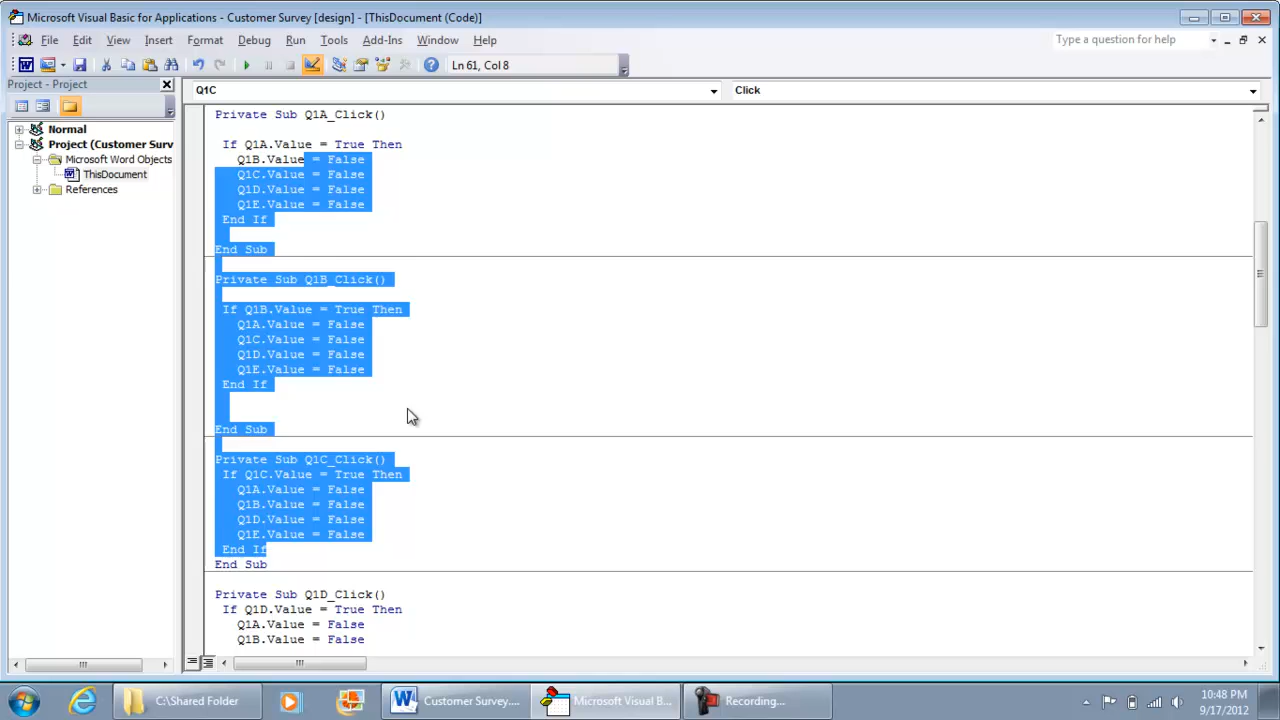 Microsoft Visual Basic for Applications - Customer Survey [design] - [ThisDocument (Code)]
File Edit View Insert Format Debug Run Tools Add-Ins Window Help
Type a question for help
Ln 61, Col 8
Project - Project
Q1C
Click
Normal
Project (Customer Surv
Microsoft Word Objects
ThisDocument
References
Private Sub Q1A_Click()
If Q1A.Value = True Then
Q1B.Value = False
Q1C.Value = False
Q1D.Value = False
Q1E.Value = False
End If
End Sub
Private Sub Q1B_Click()
If Q1B.Value = True Then
Q1A.Value = False
Q1C.Value = False
Q1D.Value = False
Q1E.Value = False
End If
End Sub
Private Sub Q1C_Click()
If Q1C.Value = True Then
Q1A.Value = False
Q1B.Value = False
Q1D.Value = False
Q1E.Value = False
End If
End Sub
Private Sub Q1D_Click()
If Q1D.Value = True Then
Q1A.Value = False
Q1B.Value = False
C:\Shared Folder
Customer Survey....
Microsoft Visual B...
Recording...
10:48 PM
9/17/2012